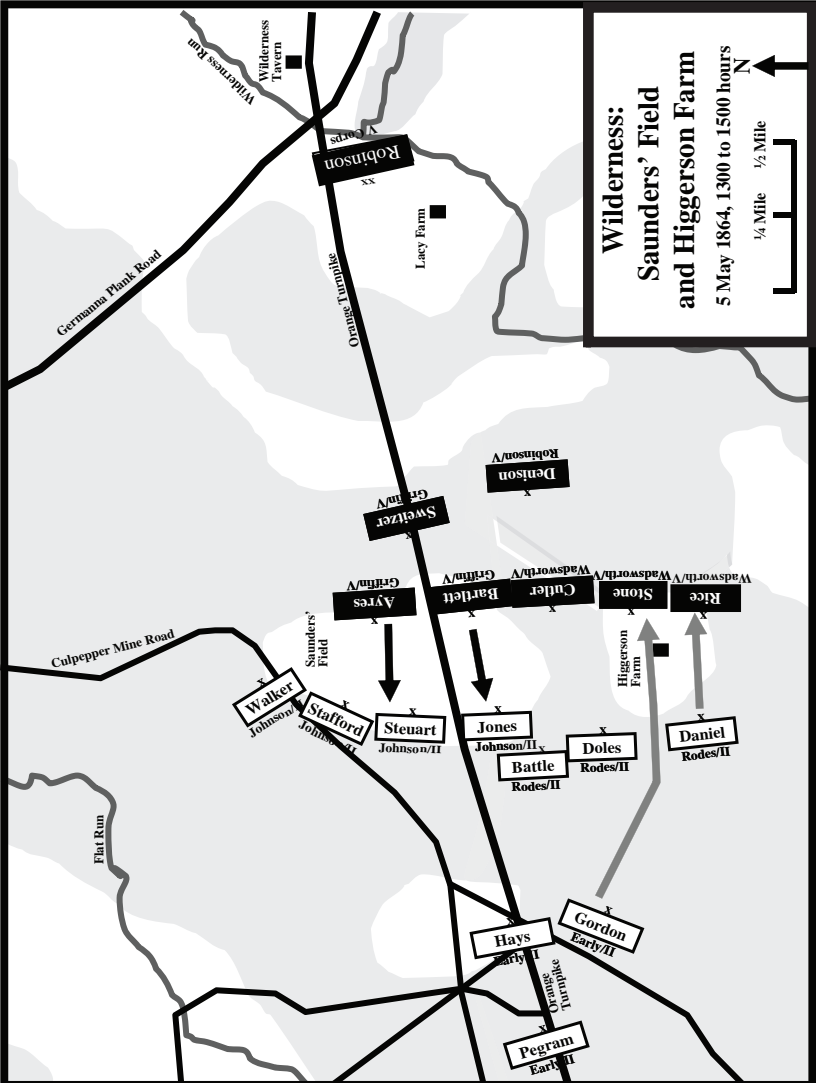 Wilderness:
Saunders’ Field
and Higgerson Farm
5 May 1864, 1300 to 1500 hours
¼ Mile
½ Mile
N
Wilderness Run
Wilderness
Tavern
V Corps
Robinson
xx
Lacy Farm
Germanna Plank Road
Orange Turnpike
Robinson/V
Denison
x
Griffin/V
Sweitzer
x
Griffin/V
Ayres
x
Griffin/V
Bartlett
x
Wadsworth/V
Cutler
x
Wadsworth/V
Stone
x
Wadsworth/V
Rice
x
Saunders’
Field
Culpepper Mine Road
Higgerson
Farm
x
Walker
Johnson/II
x
Stafford
Johnson/II
x
Steuart
Johnson/II
x
Jones
Johnson/II
x
Battle
Rodes/II
x
Doles
Rodes/II
x
Daniel
Rodes/II
Flat Run
x
Hays
Early/II
x
Gordon
Early/II
Orange
Turnpike
x
Pegram
Early/II